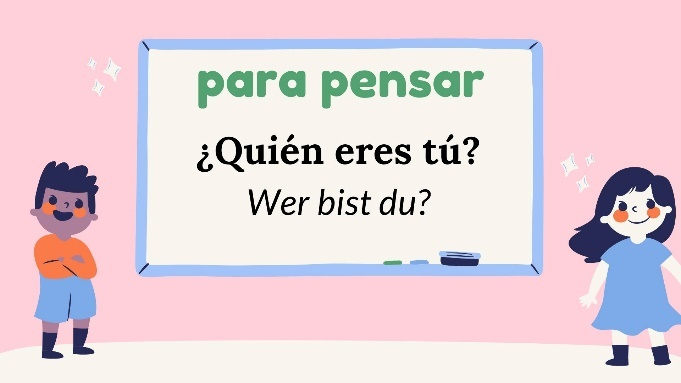 para pensar
¿Quién eres tú?
Wer bist du?